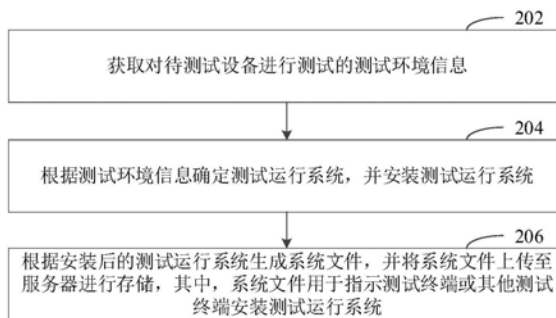 202
获取对待测试设备进行测试的测试环境信息
204
根据测试环境信息确定测试运行系统，并安装测试运行系统
206
根据安装后的测试运行系统生成系统文件，并将系统文件上传至
服务器进行存储，其中，系统文件用于指示测试终端或其他测试
终端安装测试运行系统